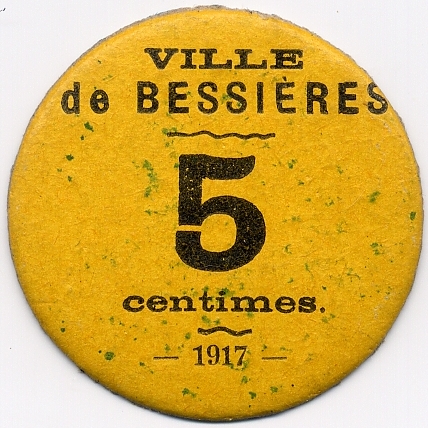 VILLE
de BESSIÈRES
5
centimes.
— 1917 —